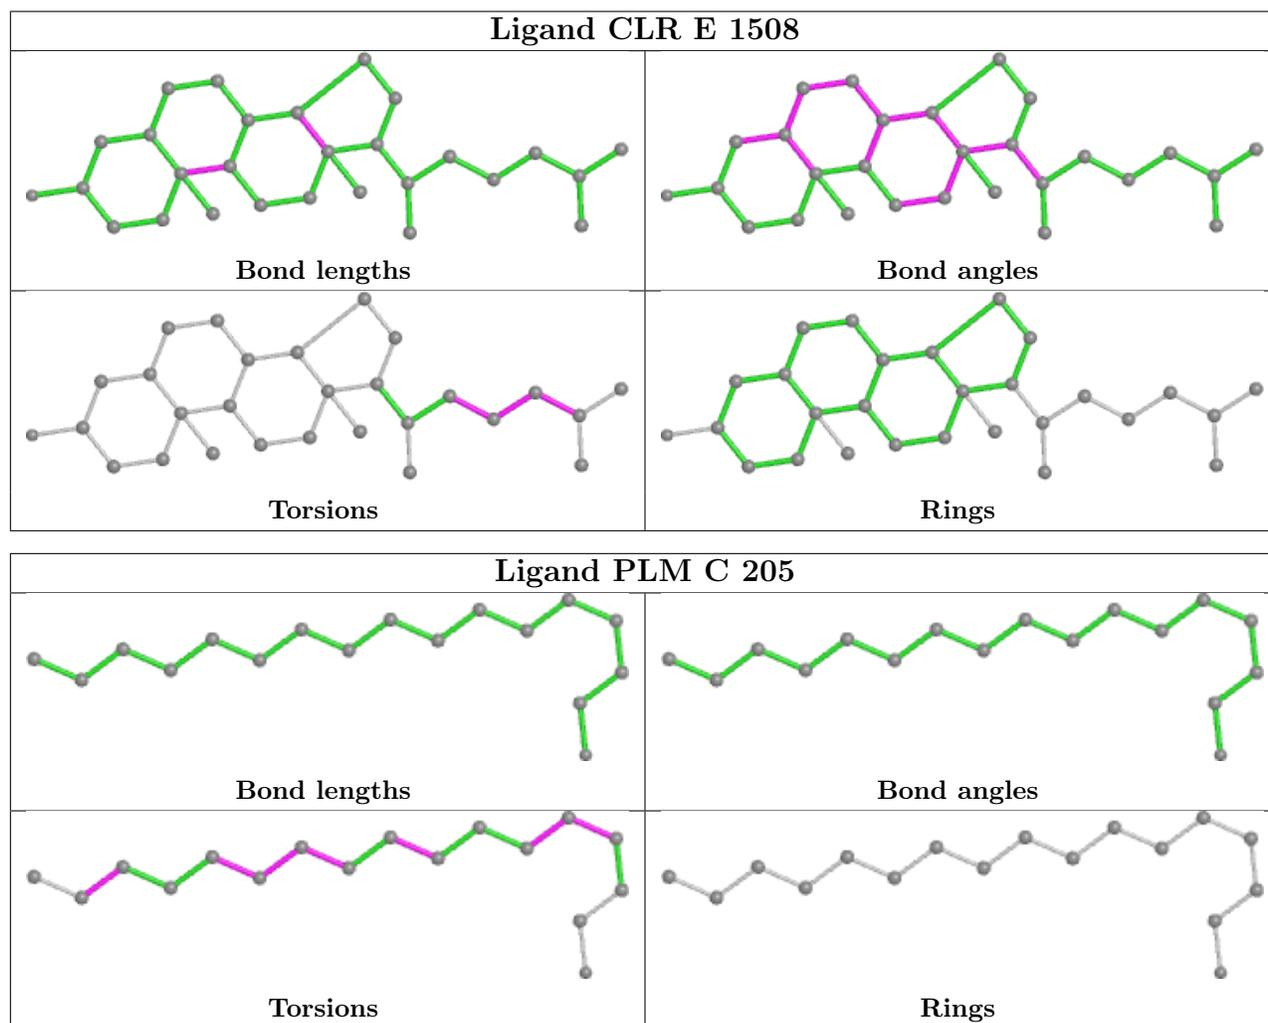 Ligand CLR E 1508
Bond lengths
Bond angles
Torsions
Rings
Ligand PLM C 205
Bond lengths
Bond angles
Torsions
Rings